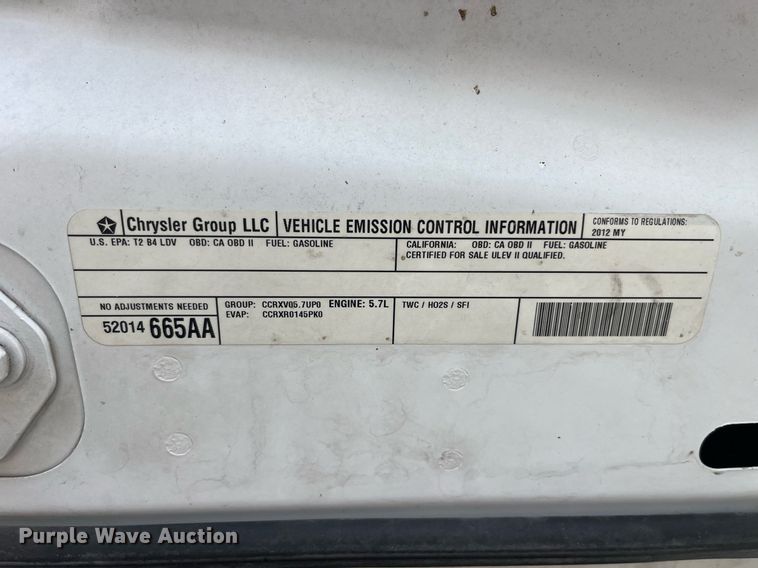 Chrysler Group LLC VEHICLE EMISSION CONTROL INFORMATION CONFORMS TO REGULATIONS:
2012 MY
U.S. EPA: T2 B4 LDV OBD: CA OBD II FUEL: GASOLINE
CALIFORNIA: OBD: CA OBD II FUEL: GASOLINE
CERTIFIED FOR SALE ULEV II QUALIFIED.
NO ADJUSTMENTS NEEDED
52014 665AA
GROUP: CCRXV05.7UP0 ENGINE: 5.7L
EVAP: CCRXR0145PK0
TWC / HO2S / SFI
Purple Wave Auction